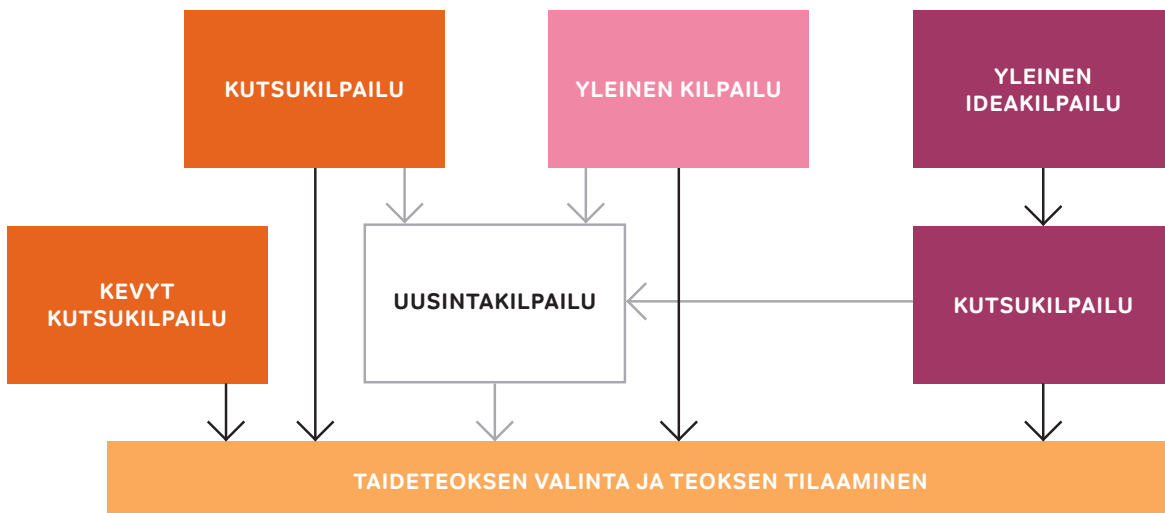 KUTSUKILPAILU
YLEINEN KILPAILU
YLEINEN
IDEAKILPAILU
KEVYT
KUTSUKILPAILU
UUSINTAKILPAILU
KUTSUKILPAILU
TAIDETEOKSEN VALINTA JA TEOKSEN TILAAMINEN